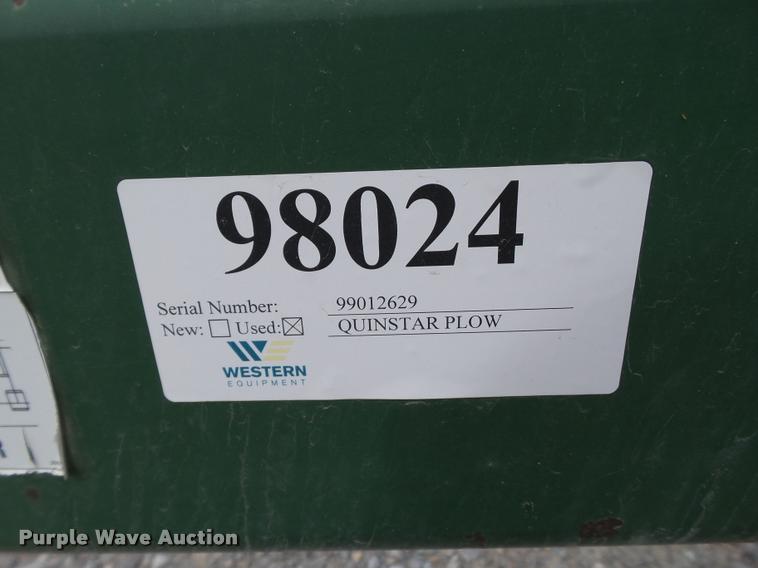 98024
Serial Number: 99012629
New: Used: QUINSTAR PLOW
WESTERN
EQUIPMENT
R
Purple Wave Auction